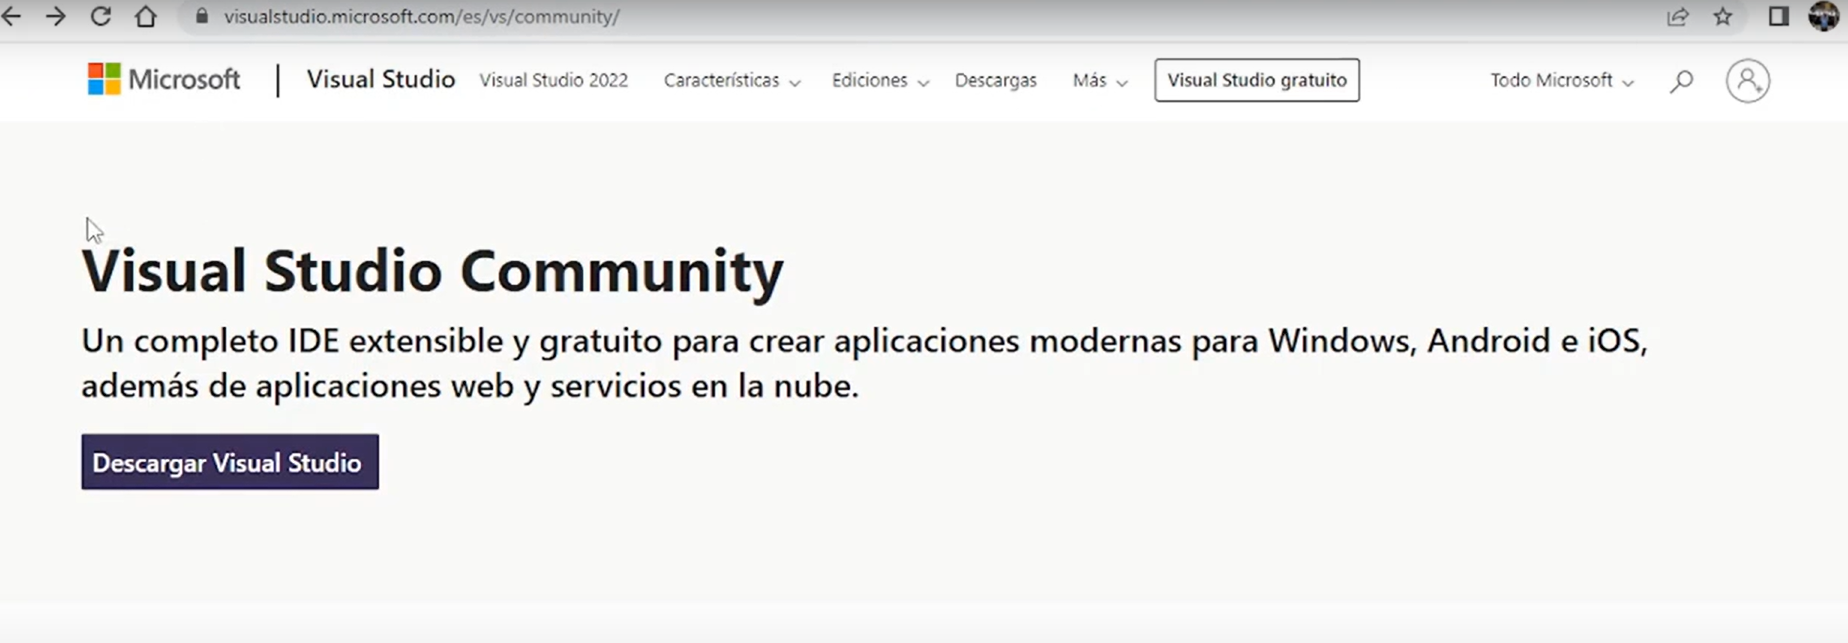 visualstudio.microsoft.com/es/vs/community/
Microsoft | Visual Studio Visual Studio 2022 Características Ediciones Descargas Más Visual Studio gratuito Todo Microsoft
Visual Studio Community
Un completo IDE extensible y gratuito para crear aplicaciones modernas para Windows, Android e iOS,
además de aplicaciones web y servicios en la nube.
Descargar Visual Studio